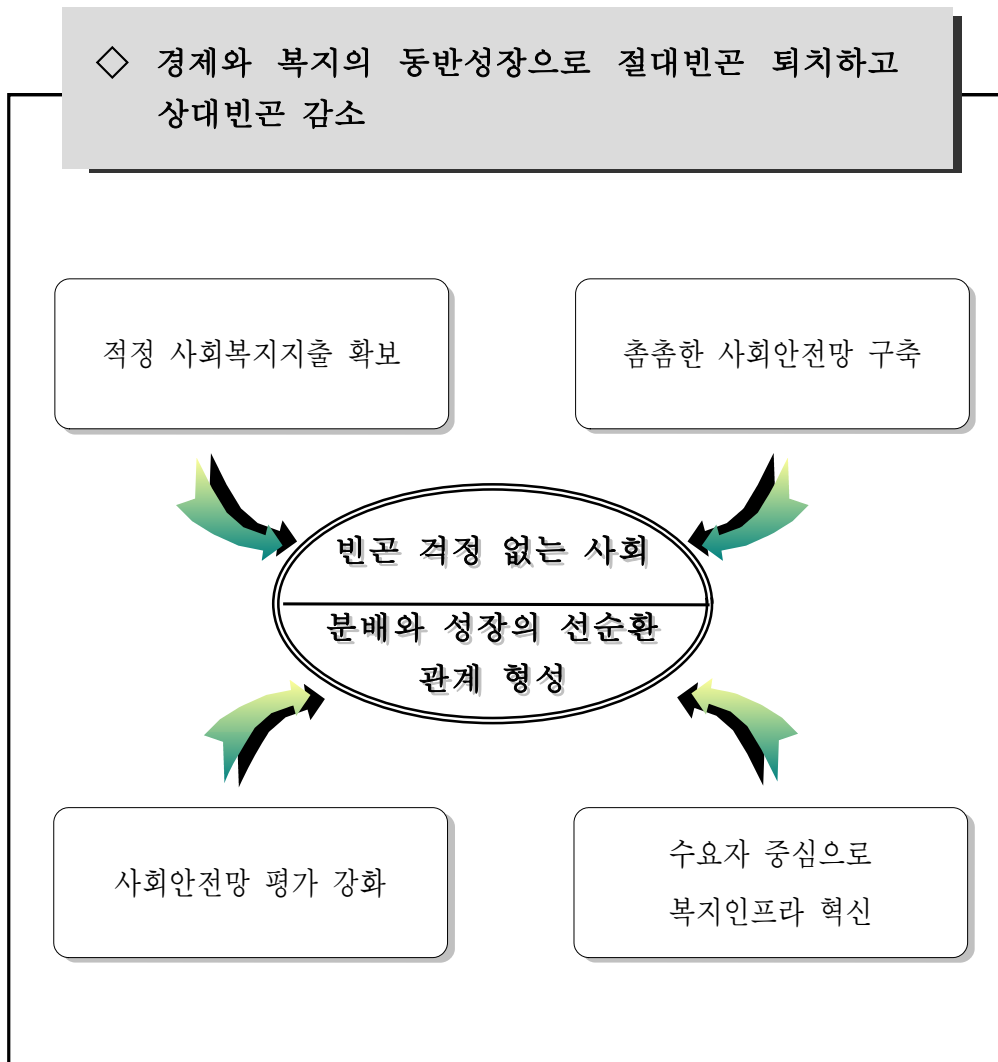 ◇ 경제와 복지의 동반성장으로 절대빈곤 퇴치하고
상대빈곤 감소
적정 사회복지지출 확보
촘촘한 사회안전망 구축
빈곤 걱정 없는 사회
분배와 성장의 선순환
관계 형성
사회안전망 평가 강화
수요자 중심으로
복지인프라 혁신